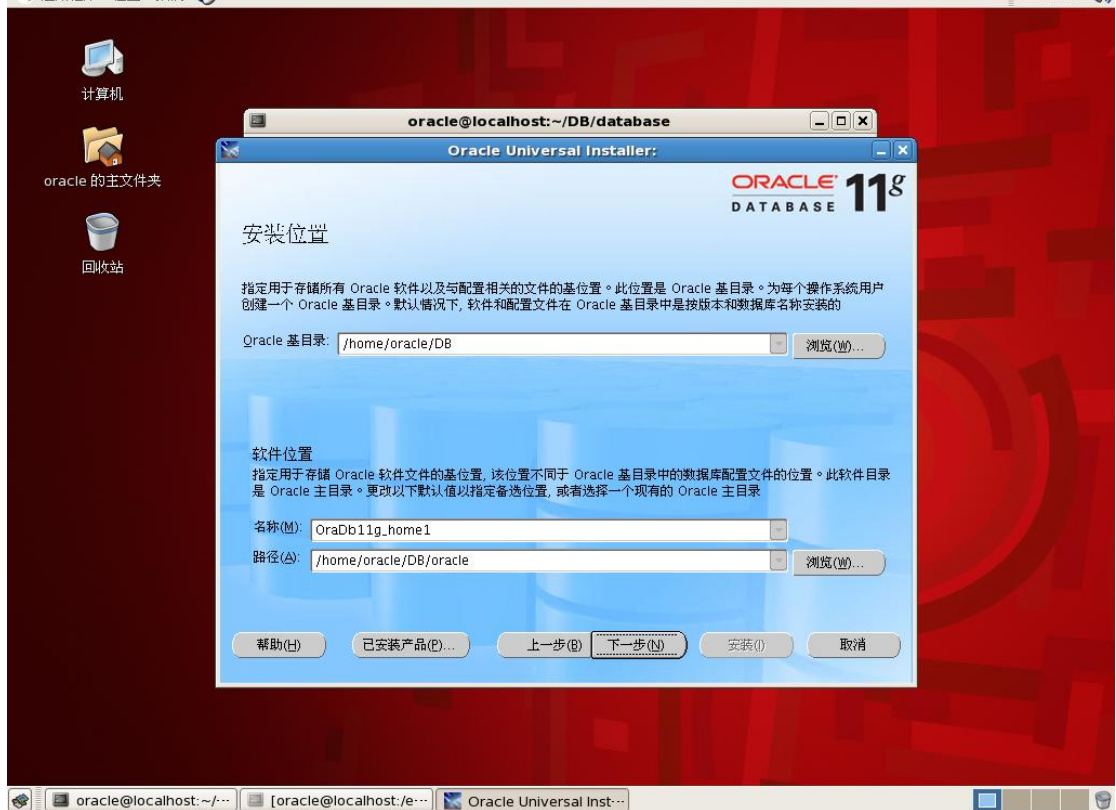 计算机
oracle 的主文件夹
回收站
oracle@localhost:~/DB/database
Oracle Universal Installer:
ORACLE 11g
DATABASE
安装位置
指定用于存储所有 Oracle 软件以及与配置相关的文件的基位置。此位置是 Oracle 基目录。为每个操作系统用户
创建一个 Oracle 基目录。默认情况下, 软件和配置文件在 Oracle 基目录中是按版本和数据库名称安装的
Oracle 基目录: /home/oracle/DB 浏览(W)...
软件位置
指定用于存储 Oracle 软件文件的基位置, 该位置不同于 Oracle 基目录中的数据库配置文件的位置。此软件目录
是 Oracle 主目录。更改以下默认值以指定备选位置, 或者选择一个现有的 Oracle 主目录
名称(M): OraDb11g_home1
路径(A): /home/oracle/DB/oracle 浏览(W)...
帮助(H) 已安装产品(P)... 上一步(B) 下一步(N) 安装(I) 取消
oracle@localhost:~/··· [oracle@localhost:/e··· Oracle Universal Inst···